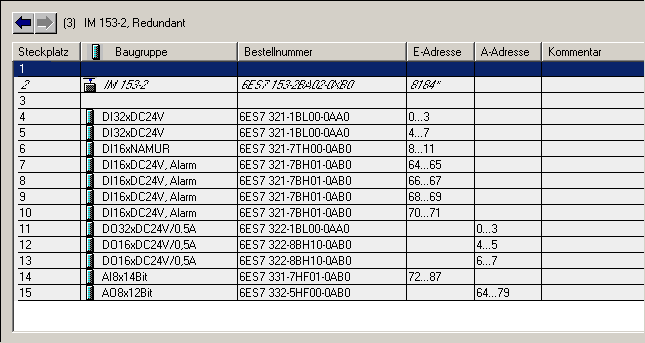 (3) IM 153-2, Redundant
Steckplatz Baugruppe Bestellnummer E-Adresse A-Adresse Kommentar
1
2 IM 153-2 6ES7 153-2BA02-0XB0 8184*
3
4 DI32xDC24V 6ES7 321-1BL00-0AA0 0...3
5 DI32xDC24V 6ES7 321-1BL00-0AA0 4...7
6 DI16xNAMUR 6ES7 321-7TH00-0AB0 8...11
7 DI16xDC24V, Alarm 6ES7 321-7BH01-0AB0 64...65
8 DI16xDC24V, Alarm 6ES7 321-7BH01-0AB0 66...67
9 DI16xDC24V, Alarm 6ES7 321-7BH01-0AB0 68...69
10 DI16xDC24V, Alarm 6ES7 321-7BH01-0AB0 70...71
11 DO32xDC24V/0,5A 6ES7 322-1BL00-0AA0 0...3
12 DO16xDC24V/0,5A 6ES7 322-8BH10-0AB0 4...5
13 DO16xDC24V/0,5A 6ES7 322-8BH10-0AB0 6...7
14 AI8x14Bit 6ES7 331-7HF01-0AB0 72...87
15 AO8x12Bit 6ES7 332-5HF00-0AB0 64...79